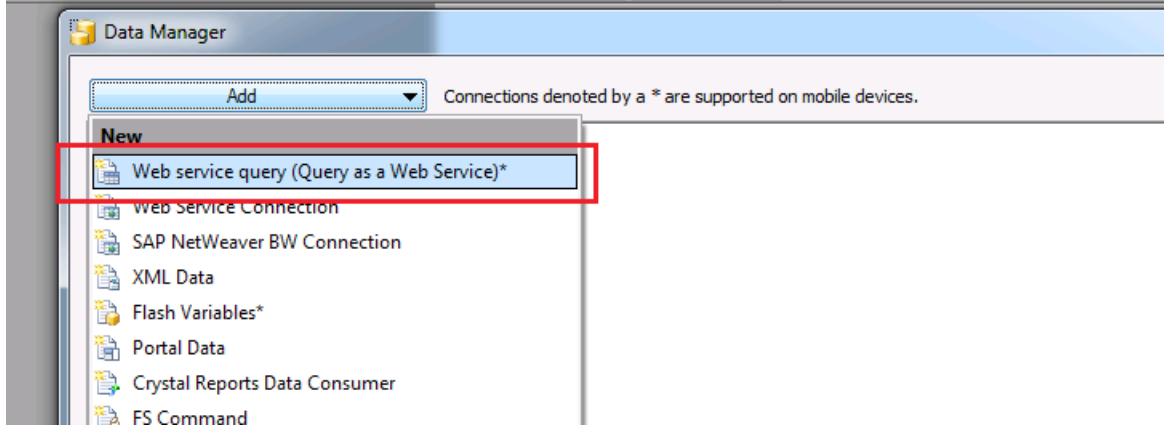 Data Manager
Add Connections denoted by a * are supported on mobile devices.
New
Web service query (Query as a Web Service)*
Web Service Connection
SAP NetWeaver BW Connection
XML Data
Flash Variables*
Portal Data
Crystal Reports Data Consumer
FS Command